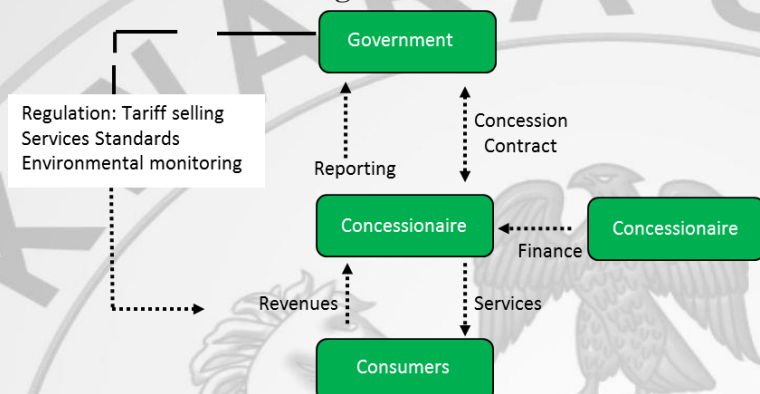 Government
Regulation: Tariff selling
Services Standards
Environmental monitoring
Concession
Contract
Reporting
Concessionaire
Concessionaire
Finance
Revenues
Services
Consumers